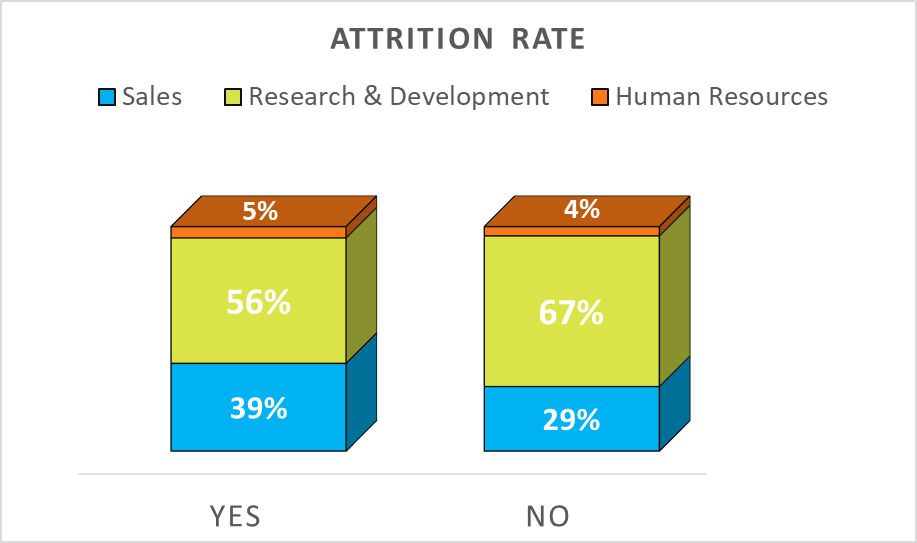 ATTRITION RATE
Sales Research & Development Human Resources
5% 4%
56% 67%
39% 29%
YES NO